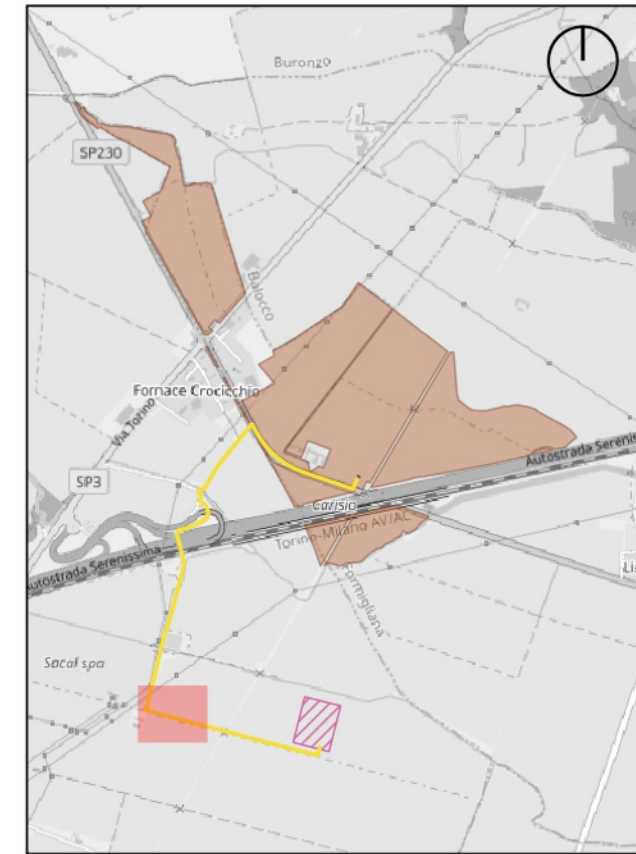 Buronzo
SP230
Balocco
Fornace Crocicchio
Via Torino
SP3
Autostrada Serenissima
Carisio
Torino-Milano AV/AC
Autostrada Serenissima
Formigliana
Sacal spa